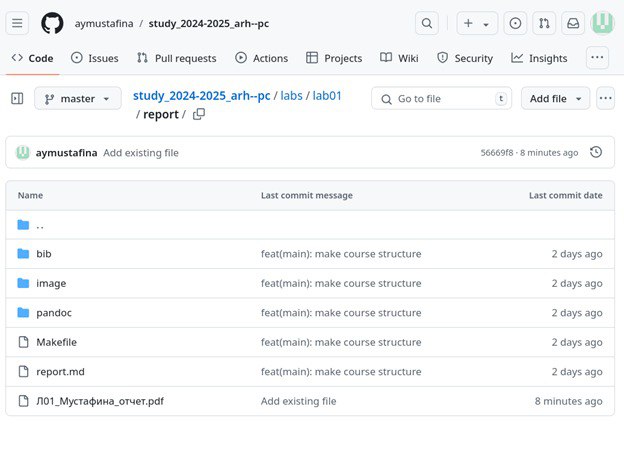 aymustafina / study_2024-2025_arh--pc
Code Issues Pull requests Actions Projects Wiki Security Insights
master study_2024-2025_arh--pc / labs / lab01 Go to file t Add file
/ report /
aymustafina Add existing file 56669f8 · 8 minutes ago
Name Last commit message Last commit date
..
bib feat(main): make course structure 2 days ago
image feat(main): make course structure 2 days ago
pandoc feat(main): make course structure 2 days ago
Makefile feat(main): make course structure 2 days ago
report.md feat(main): make course structure 2 days ago
Л01_Мустафина_отчет.pdf Add existing file 8 minutes ago